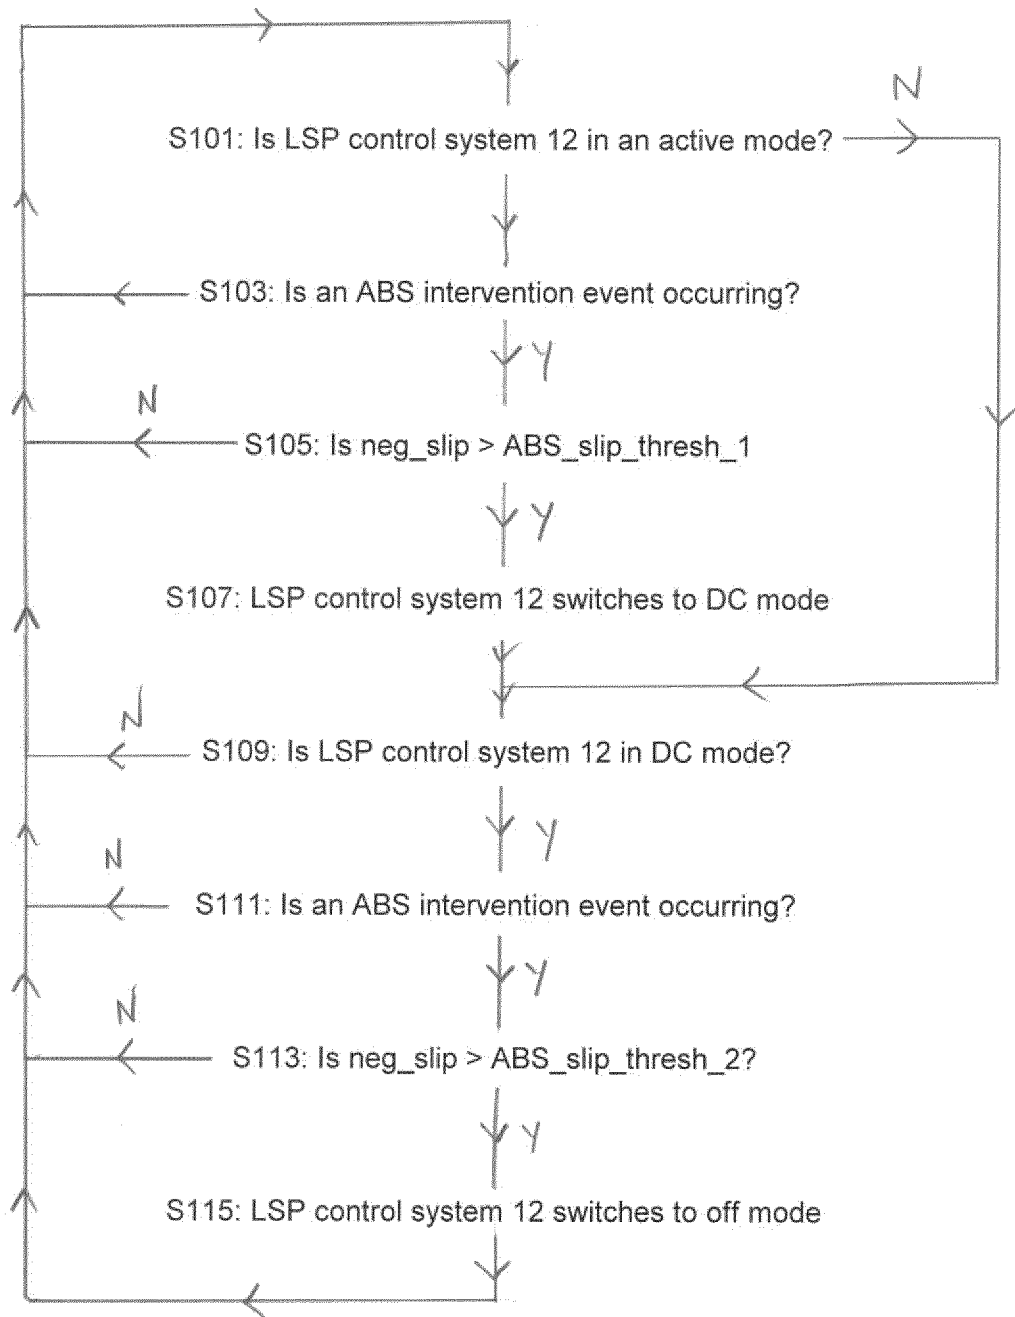 N
S101: Is LSP control system 12 in an active mode?
S103: Is an ABS intervention event occurring?
Y
N
S105: Is neg_slip > ABS_slip_thresh_1
Y
S107: LSP control system 12 switches to DC mode
N
S109: Is LSP control system 12 in DC mode?
Y
N
S111: Is an ABS intervention event occurring?
Y
N
S113: Is neg_slip > ABS_slip_thresh_2?
Y
S115: LSP control system 12 switches to off mode